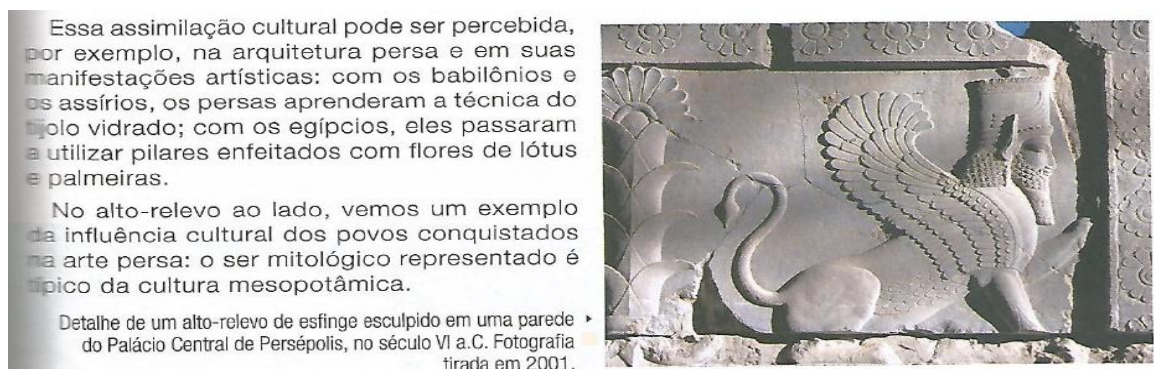 Essa assimilação cultural pode ser percebida,
por exemplo, na arquitetura persa e em suas
manifestações artísticas: com os babilônios e
os assírios, os persas aprenderam a técnica do
tijolo vidrado; com os egípcios, eles passaram
a utilizar pilares enfeitados com flores de lótus
e palmeiras.
No alto-relevo ao lado, vemos um exemplo
da influência cultural dos povos conquistados
na arte persa: o ser mitológico representado é
típico da cultura mesopotâmica.
Detalhe de um alto-relevo de esfinge esculpido em uma parede
do Palácio Central de Persépolis, no século VI a.C. Fotografia
tirada em 2001.